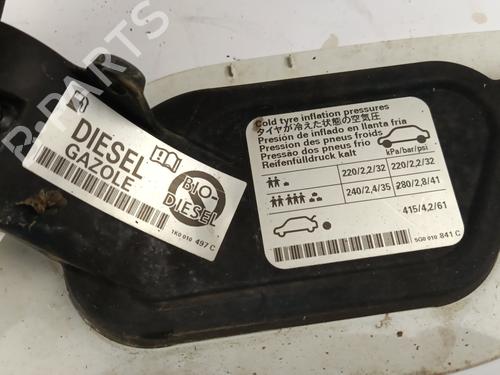 B-PARTS
DIESEL
GAZOLE
BIO-
DIESEL
1K0 010 497 C
Cold tyre inflation pressures
タイヤが冷えた状態の空気圧
Presión de inflado en llanta fria
Pression des pneus froids
Pressão dos pneus frio
Reifenfülldruck kalt
kPa/bar/psi
220/2,2/32 220/2,2/32
240/2,4/35 280/2,8/41
415/4,2/61
5G0 010 841 C